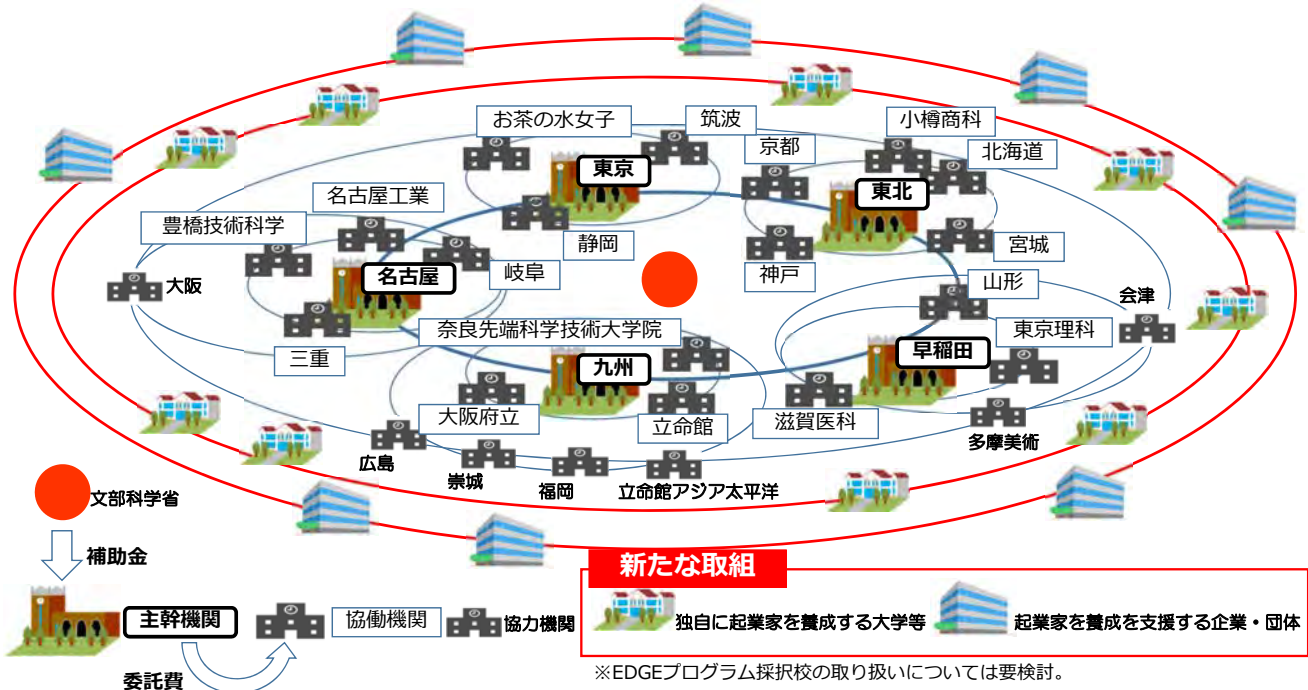 お茶の水女子
筑波
小樽商科
京都
北海道
東京
東北
名古屋工業
豊橋技術科学
静岡
宮城
岐阜
神戸
名古屋
大阪
山形
会津
奈良先端科学技術大学院
東京理科
三重
九州
早稲田
大阪府立
立命館
滋賀医科
多摩美術
広島
崇城
福岡
立命館アジア太平洋
文部科学省
補助金
主幹機関
協働機関
協力機関
委託費
新たな取組
独自に起業家を養成する大学等
起業家を養成を支援する企業・団体
※EDGEプログラム採択校の取り扱いについては要検討。